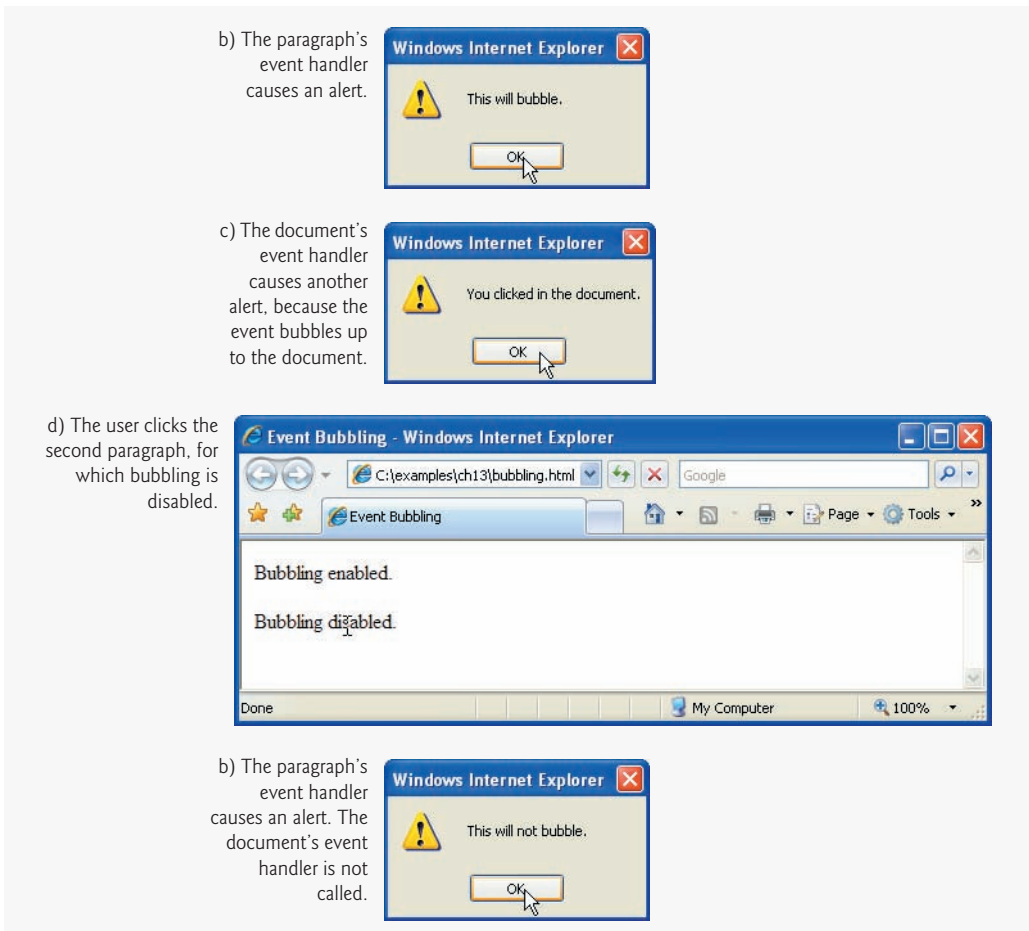 b) The paragraph's
event handler
causes an alert.
Windows Internet Explorer
This will bubble.
OK
c) The document's
event handler
causes another
alert, because the
event bubbles up
to the document.
Windows Internet Explorer
You clicked in the document.
OK
d) The user clicks the
second paragraph, for
which bubbling is
disabled.
Event Bubbling - Windows Internet Explorer
C:\examples\ch13\bubbling.html
Google
Event Bubbling
Page
Tools
»
Bubbling enabled.
Bubbling disabled.
Done
My Computer
100%
b) The paragraph's
event handler
causes an alert. The
document's event
handler is not
called.
Windows Internet Explorer
This will not bubble.
OK